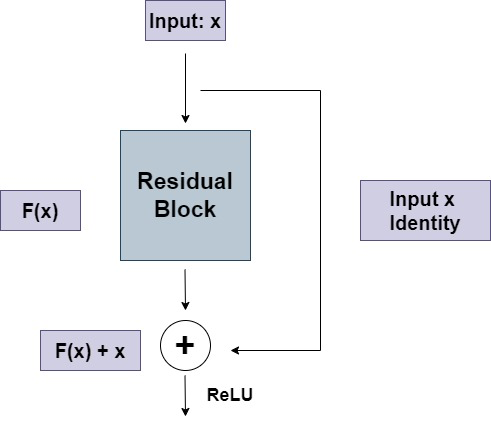 Input: x
Residual
Block
F(x)
Input x
Identity
F(x) + x
+
ReLU